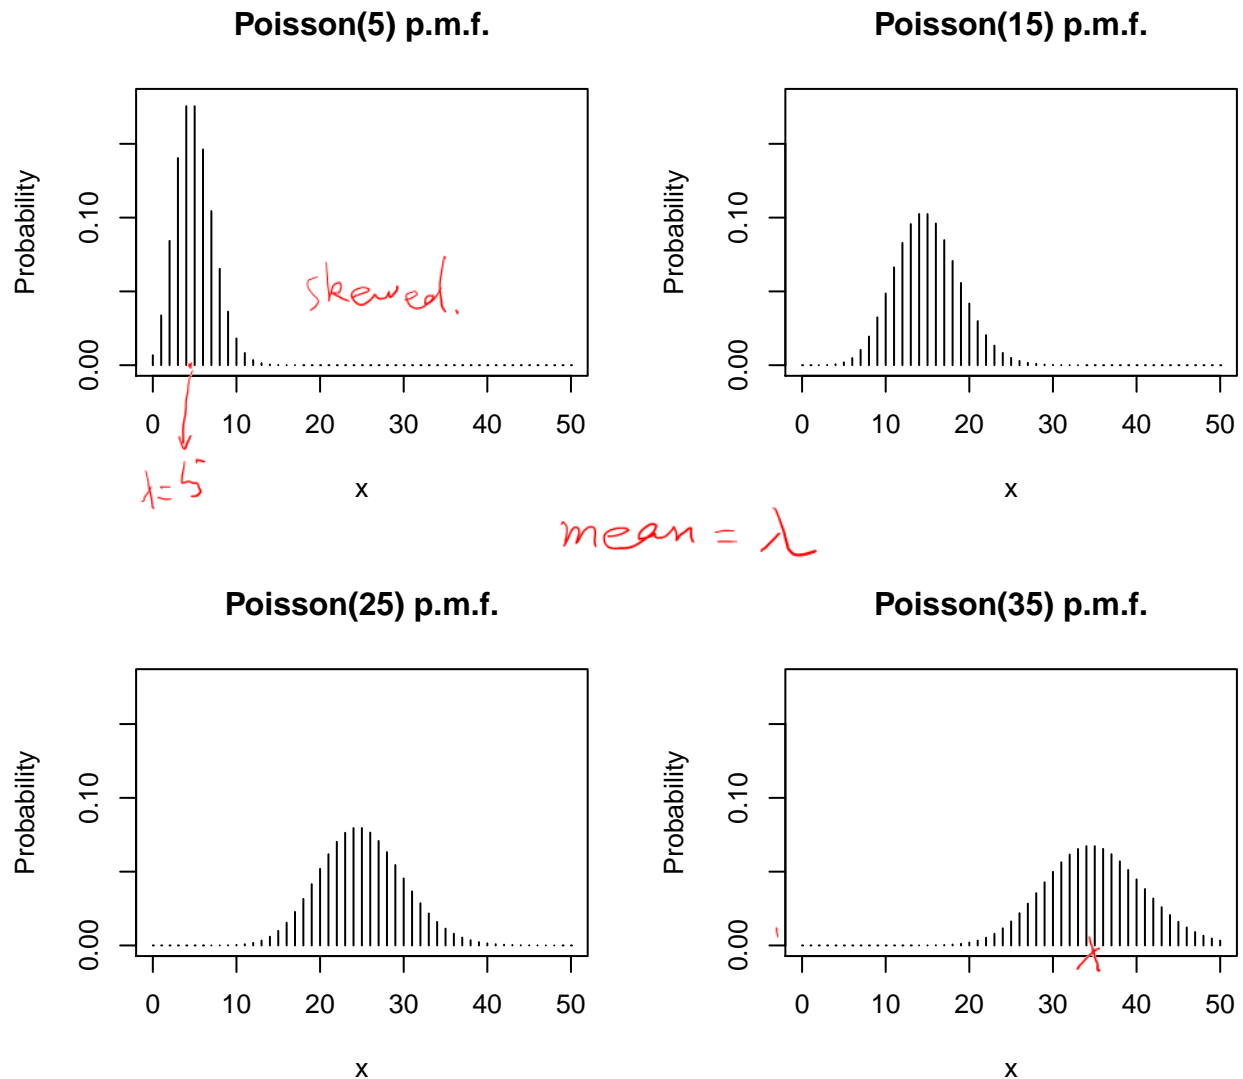 Poisson(5) p.m.f.
Probability
0.00 0.10
skewed.
0 10 20 30 40 50
λ=5
x
Poisson(15) p.m.f.
Probability
0.00 0.10
0 10 20 30 40 50
x
mean = λ
Poisson(25) p.m.f.
Probability
0.00 0.10
0 10 20 30 40 50
x
Poisson(35) p.m.f.
Probability
0.00 0.10
λ
0 10 20 30 40 50
x